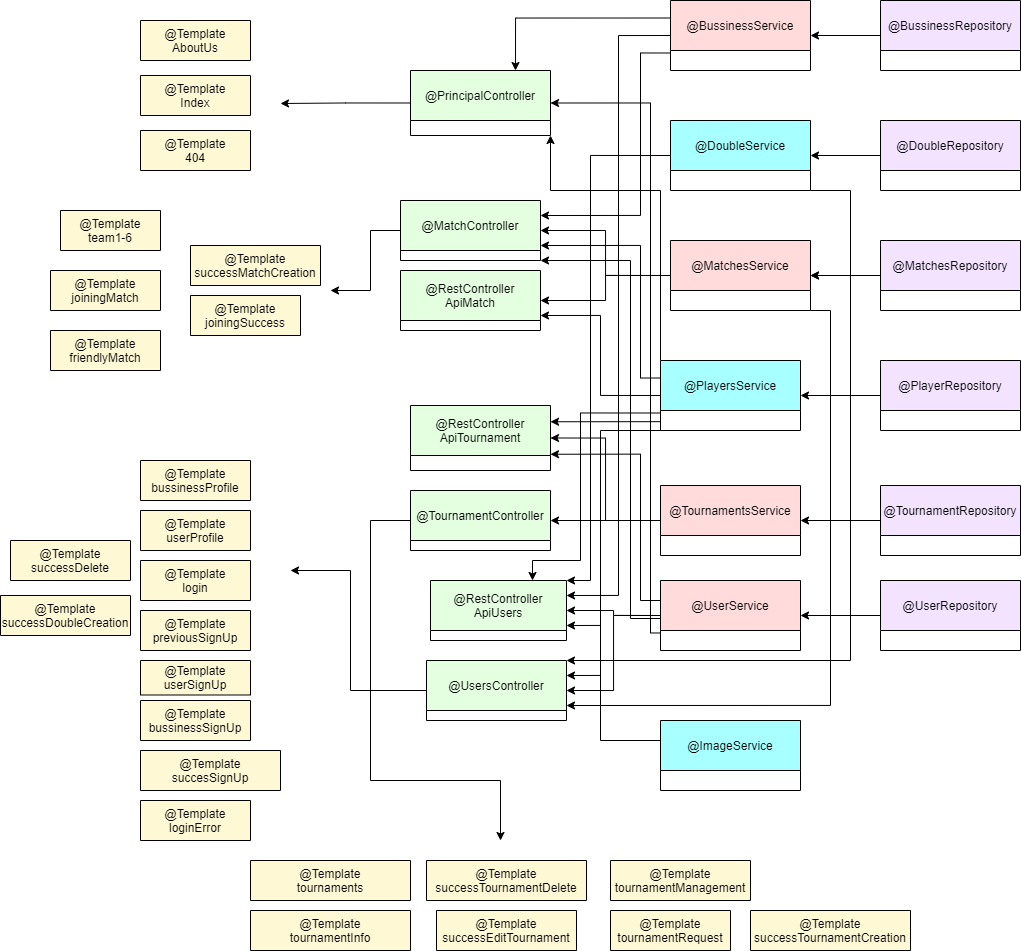 @Template
AboutUs
@Template
Index
@Template
404
@Template
team1-6
@Template
joiningMatch
@Template
friendlyMatch
@Template
successMatchCreation
@Template
joiningSuccess
@Template
bussinessProfile
@Template
userProfile
@Template
login
@Template
previousSignUp
@Template
userSignUp
@Template
bussinessSignUp
@Template
succesSignUp
@Template
loginError
@Template
successDelete
@Template
successDoubleCreation
@PrincipalController
@MatchController
@RestController
ApiMatch
@RestController
ApiTournament
@TournamentController
@RestController
ApiUsers
@UsersController
@BussinessService
@DoubleService
@MatchesService
@PlayersService
@TournamentsService
@UserService
@ImageService
@BussinessRepository
@DoubleRepository
@MatchesRepository
@PlayerRepository
@TournamentRepository
@UserRepository
@Template
tournaments
@Template
successTournamentDelete
@Template
tournamentManagement
@Template
tournamentInfo
@Template
successEditTournament
@Template
tournamentRequest
@Template
successTournamentCreation